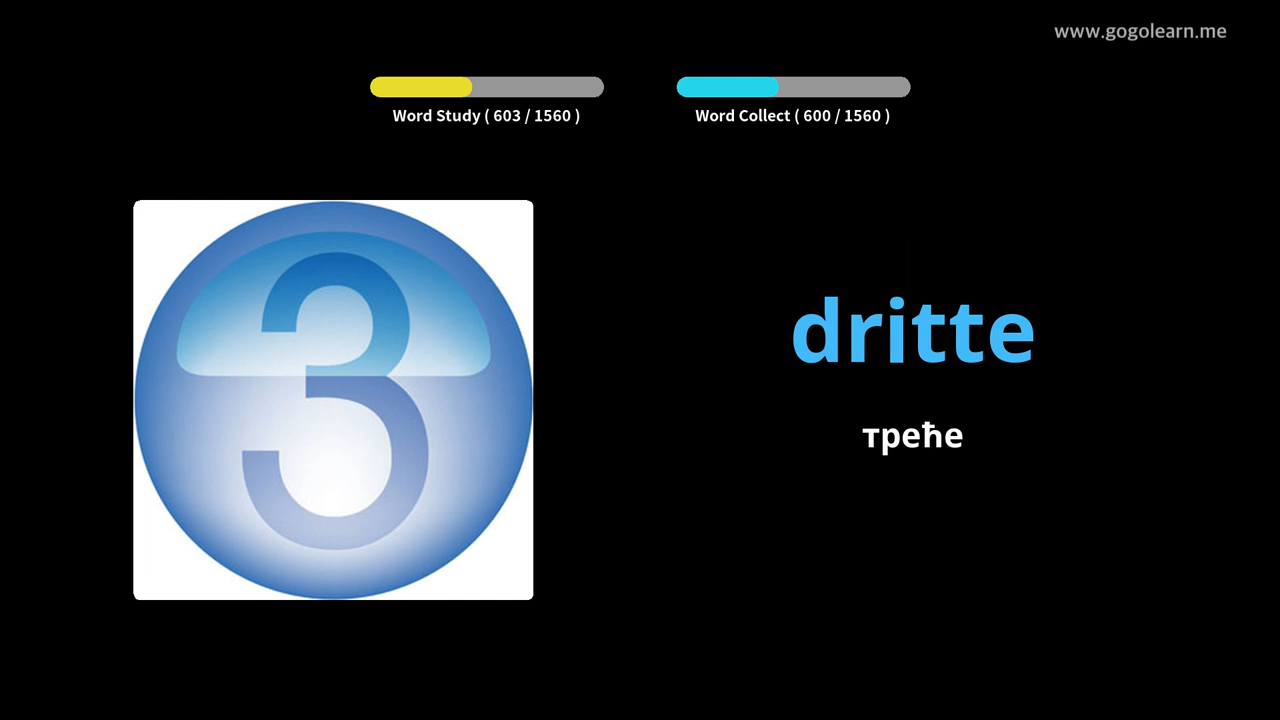 www.gogolearn.me
Word Study ( 603 / 1560 )
Word Collect ( 600 / 1560 )
3
dritte
треће